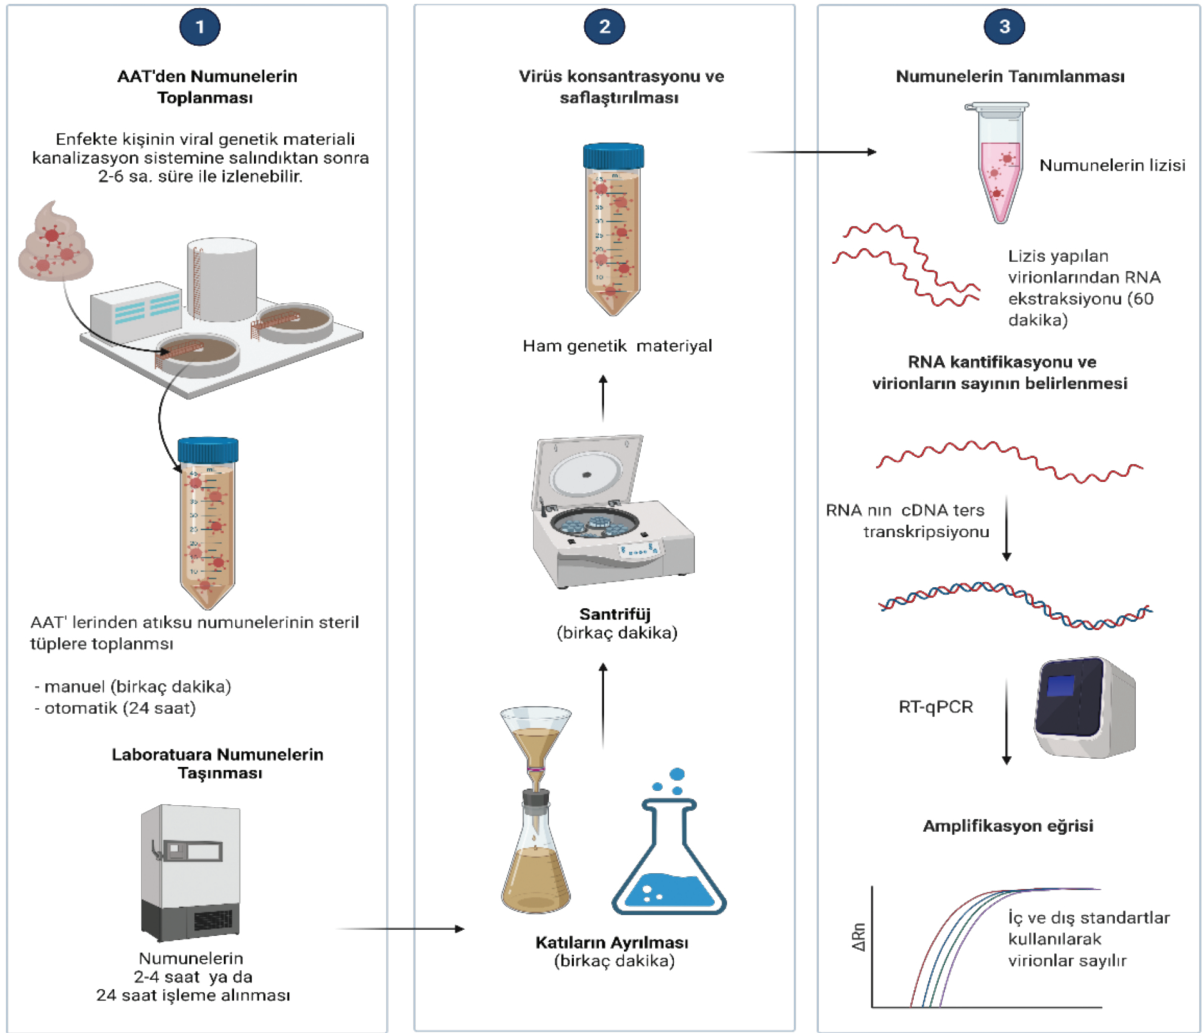 1
AAT'den Numunelerin
Toplanması
Enfekte kişinin viral genetik materiali
kanalizasyon sistemine salındıktan sonra
2-6 sa. süre ile izlenebilir.
AAT' lerinden atıksu numunelerinin steril
tüplere toplanmsı
- manuel (birkaç dakika)
- otomatik (24 saat)
Laboratuara Numunelerin
Taşınması
Numunelerin
2-4 saat ya da
24 saat işleme alınması
2
Virüs konsantrasyonu ve
saflaştırılması
Ham genetik materiyal
Santrifüj
(birkaç dakika)
Katıların Ayrılması
(birkaç dakika)
3
Numunelerin Tanımlanması
Numunelerin lizisi
Lizis yapılan
virionlarından RNA
ekstraksiyonu (60
dakika)
RNA kantifikasyonu ve
virionların sayının belirlenmesi
RNA nın cDNA ters
transkripsiyonu
RT-qPCR
Amplifikasyon eğrisi
ΔRn
İç ve dış standartlar
kullanılarak
virionlar sayılır